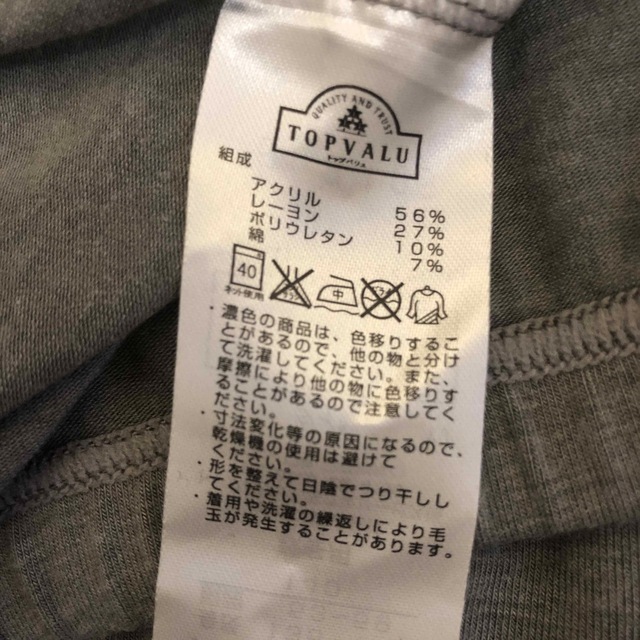 QUALITY AND TRUST
TOPVALU
トップバリュ
組成
アクリル 56%
レーヨン 27%
ポリウレタン 10%
綿 7%
40 中
ネット使用
・濃色の商品は、色移りするこ
とがあるので、他の物と分け
て洗濯してください。また、
摩擦により他の物に色移りす
ることがあるので注意してく
ださい。
・寸法変化等の原因になるので、
乾燥機の使用は避けて
ください。
・形を整えて日陰でつり干しし
てください。
・着用や洗濯の繰返しにより毛
玉が発生することがあります。